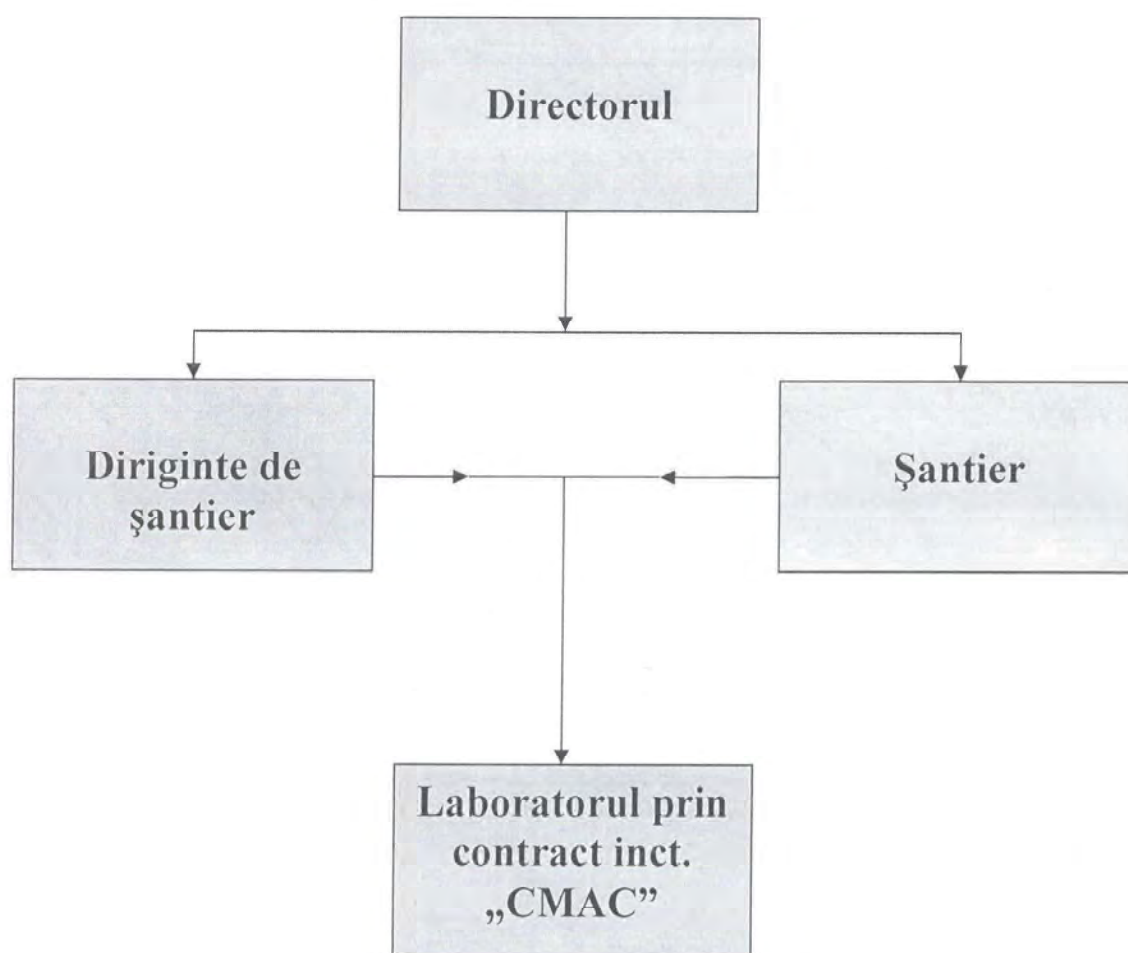 Directorul
Diriginte de
şantier
Şantier
Laboratorul prin
contract inct.
„CMAC”